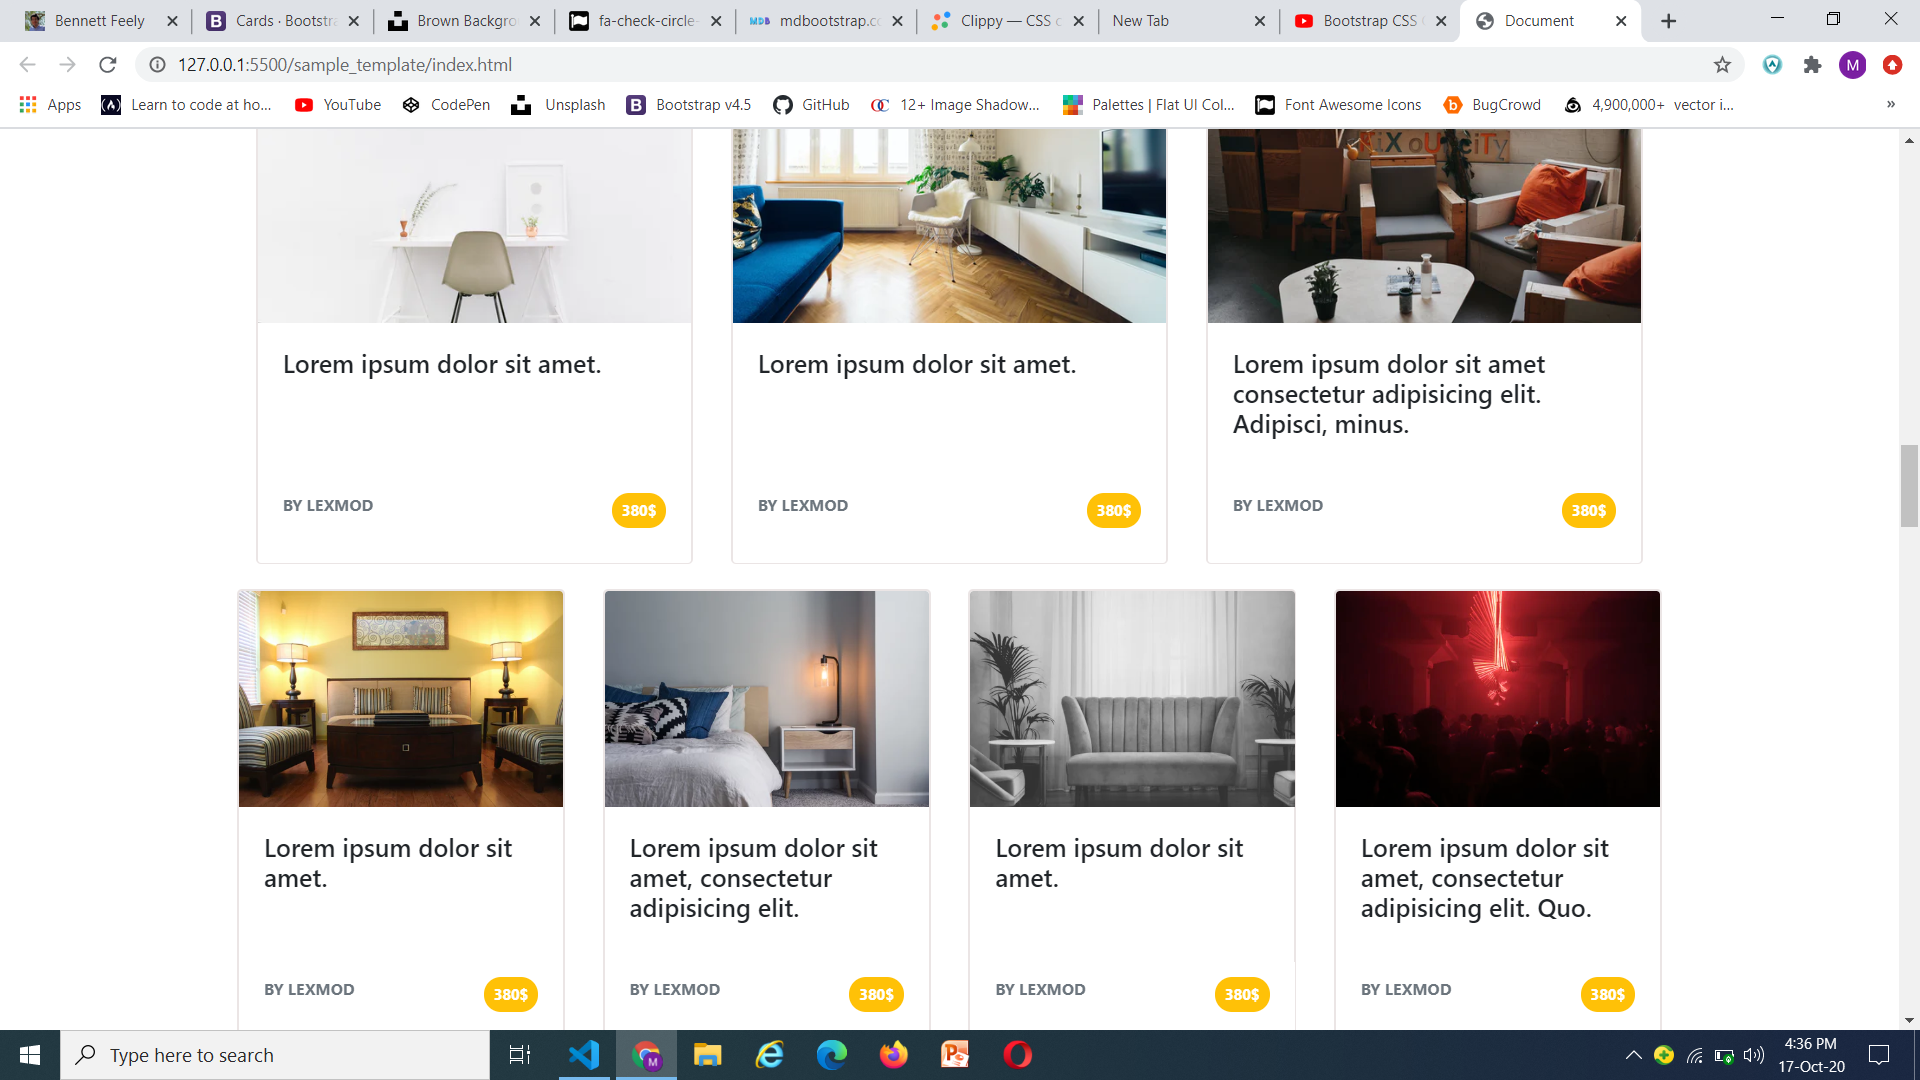 Bennett Feely
Cards · Bootstra
Brown Backgro
fa-check-circle-
mdbootstrap.c
Clippy — CSS c
New Tab
Bootstrap CSS
Document
127.0.0.1:5500/sample_template/index.html
M
Apps
Learn to code at ho...
YouTube
CodePen
Unsplash
B
Bootstrap v4.5
GitHub
12+ Image Shadow...
Palettes | Flat UI Col...
Font Awesome Icons
BugCrowd
4,900,000+ vector i...
»
Lorem ipsum dolor sit amet.
BY LEXMOD
380$
Lorem ipsum dolor sit amet.
BY LEXMOD
380$
Lorem ipsum dolor sit amet
consectetur adipisicing elit.
Adipisci, minus.
BY LEXMOD
380$
Lorem ipsum dolor sit
amet.
BY LEXMOD
380$
Lorem ipsum dolor sit
amet, consectetur
adipisicing elit.
BY LEXMOD
380$
Lorem ipsum dolor sit
amet.
BY LEXMOD
380$
Lorem ipsum dolor sit
amet, consectetur
adipisicing elit. Quo.
BY LEXMOD
380$
Type here to search
4:36 PM
17-Oct-20